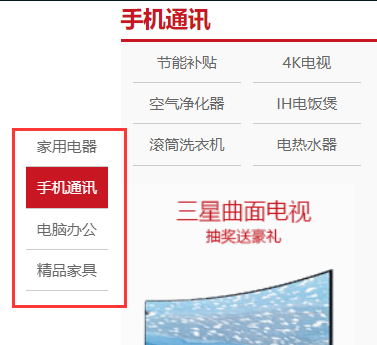 手机通讯
节能补贴 4K电视
空气净化器 IH电饭煲
滚筒洗衣机 电热水器
家用电器
手机通讯
电脑办公
精品家具
三星曲面电视
抽奖送豪礼